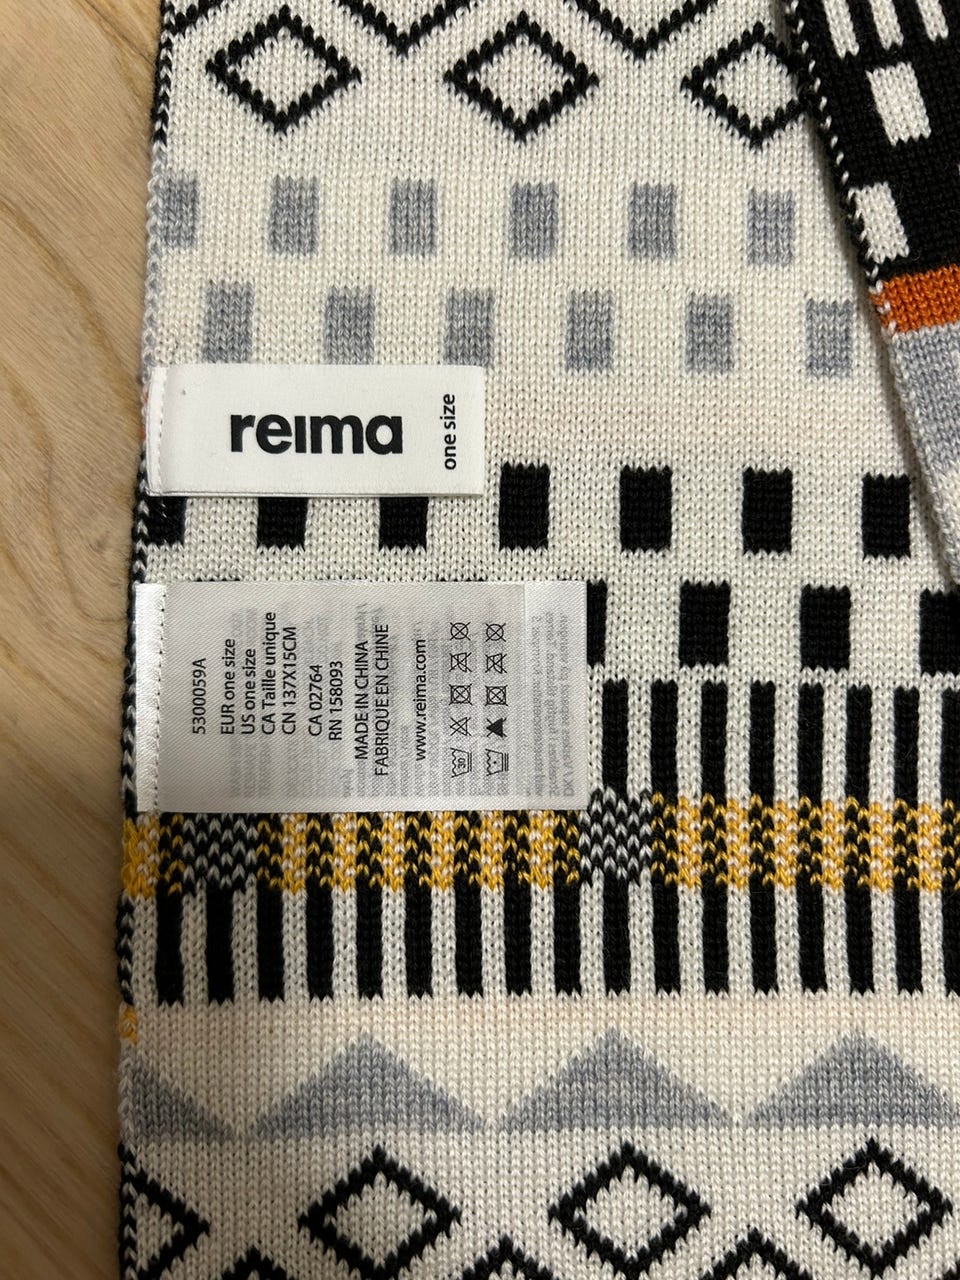 reima
one size
5300059A
EUR one size
US one size
CA Taille unique
CN 137X15CM
CA 02764
RN 158093
MADE IN CHINA
FABRIQUE EN CHINE
www.reima.com
30